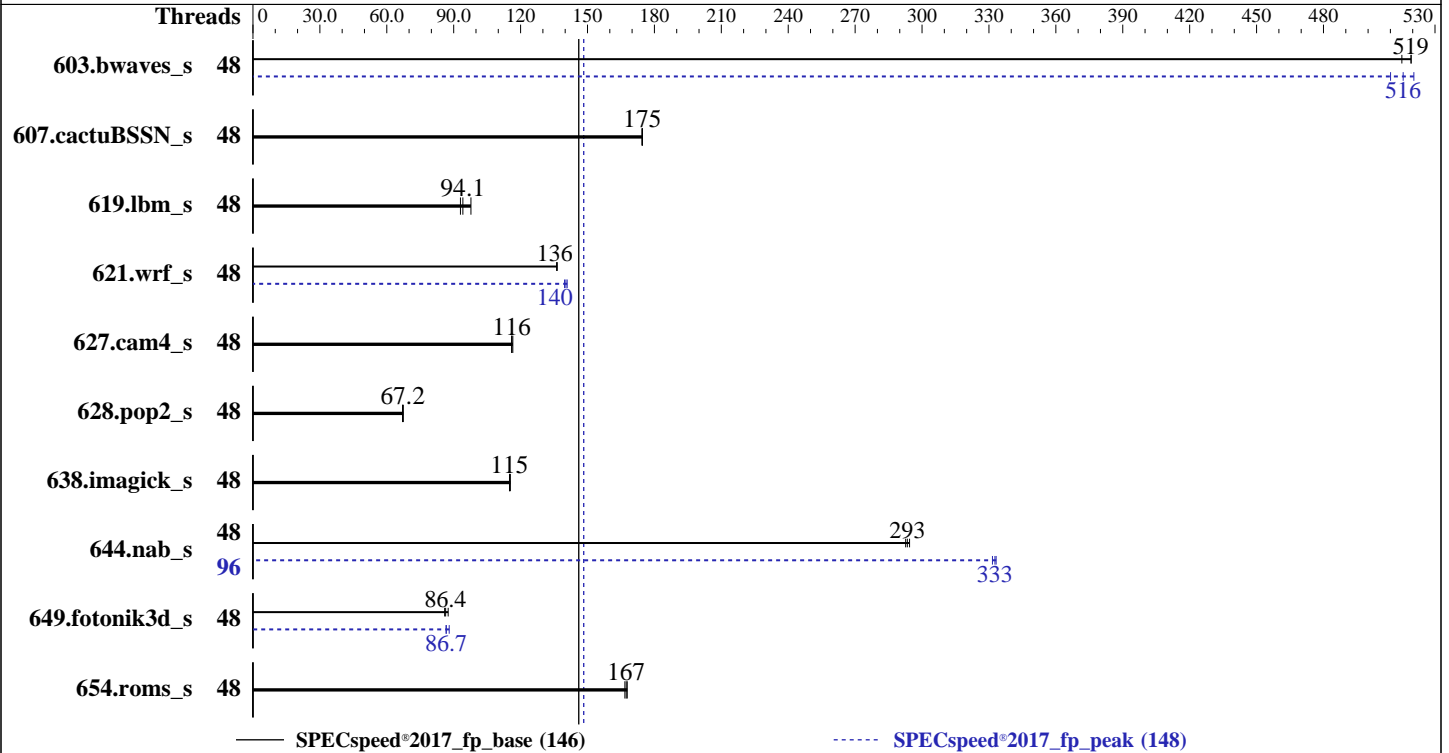 Threads 0 30.0 60.0 90.0 120 150 180 210 240 270 300 330 360 390 420 450 480 530
519
603.bwaves_s 48
516
175
607.cactuBSSN_s 48
94.1
619.lbm_s 48
136
621.wrf_s 48
140
116
627.cam4_s 48
67.2
628.pop2_s 48
115
638.imagick_s 48
48 293
644.nab_s
96 333
86.4
649.fotonik3d_s 48
86.7
167
654.roms_s 48
SPECspeed®2017_fp_base (146) SPECspeed®2017_fp_peak (148)